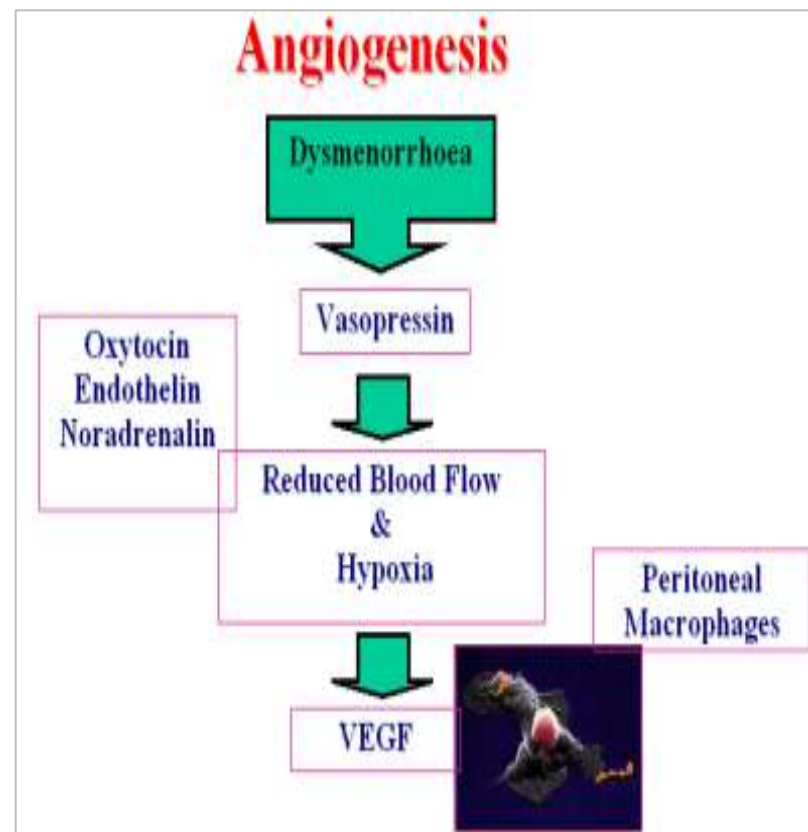 Angiogenesis
Dysmenorrhoea
Vasopressin
Oxytocin
Endothelin
Noradrenalin
Reduced Blood Flow
&
Hypoxia
Peritoneal
Macrophages
VEGF